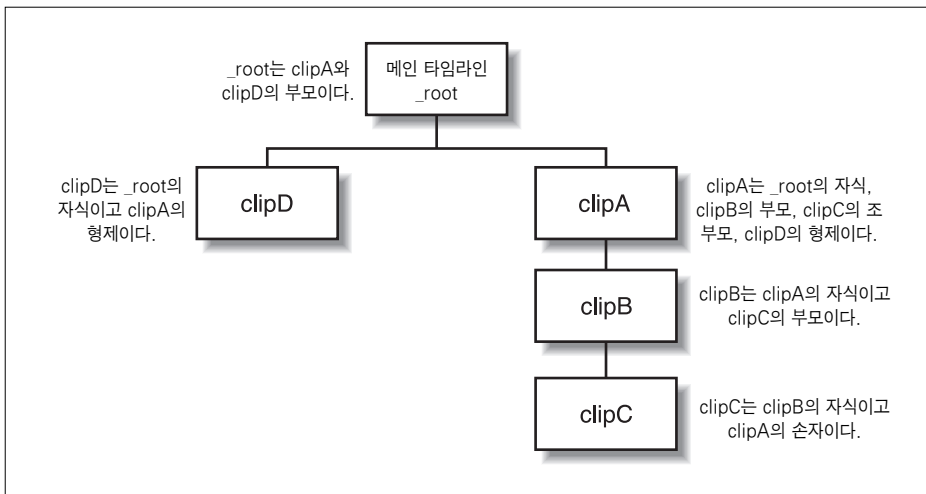 _root는 clipA와
clipD의 부모이다.
메인 타임라인
_root
clipD는 _root의
자식이고 clipA의
형제이다.
clipD
clipA
clipA는 _root의 자식,
clipB의 부모, clipC의 조
부모, clipD의 형제이다.
clipB
clipB는 clipA의 자식이고
clipC의 부모이다.
clipC
clipC는 clipB의 자식이고
clipA의 손자이다.